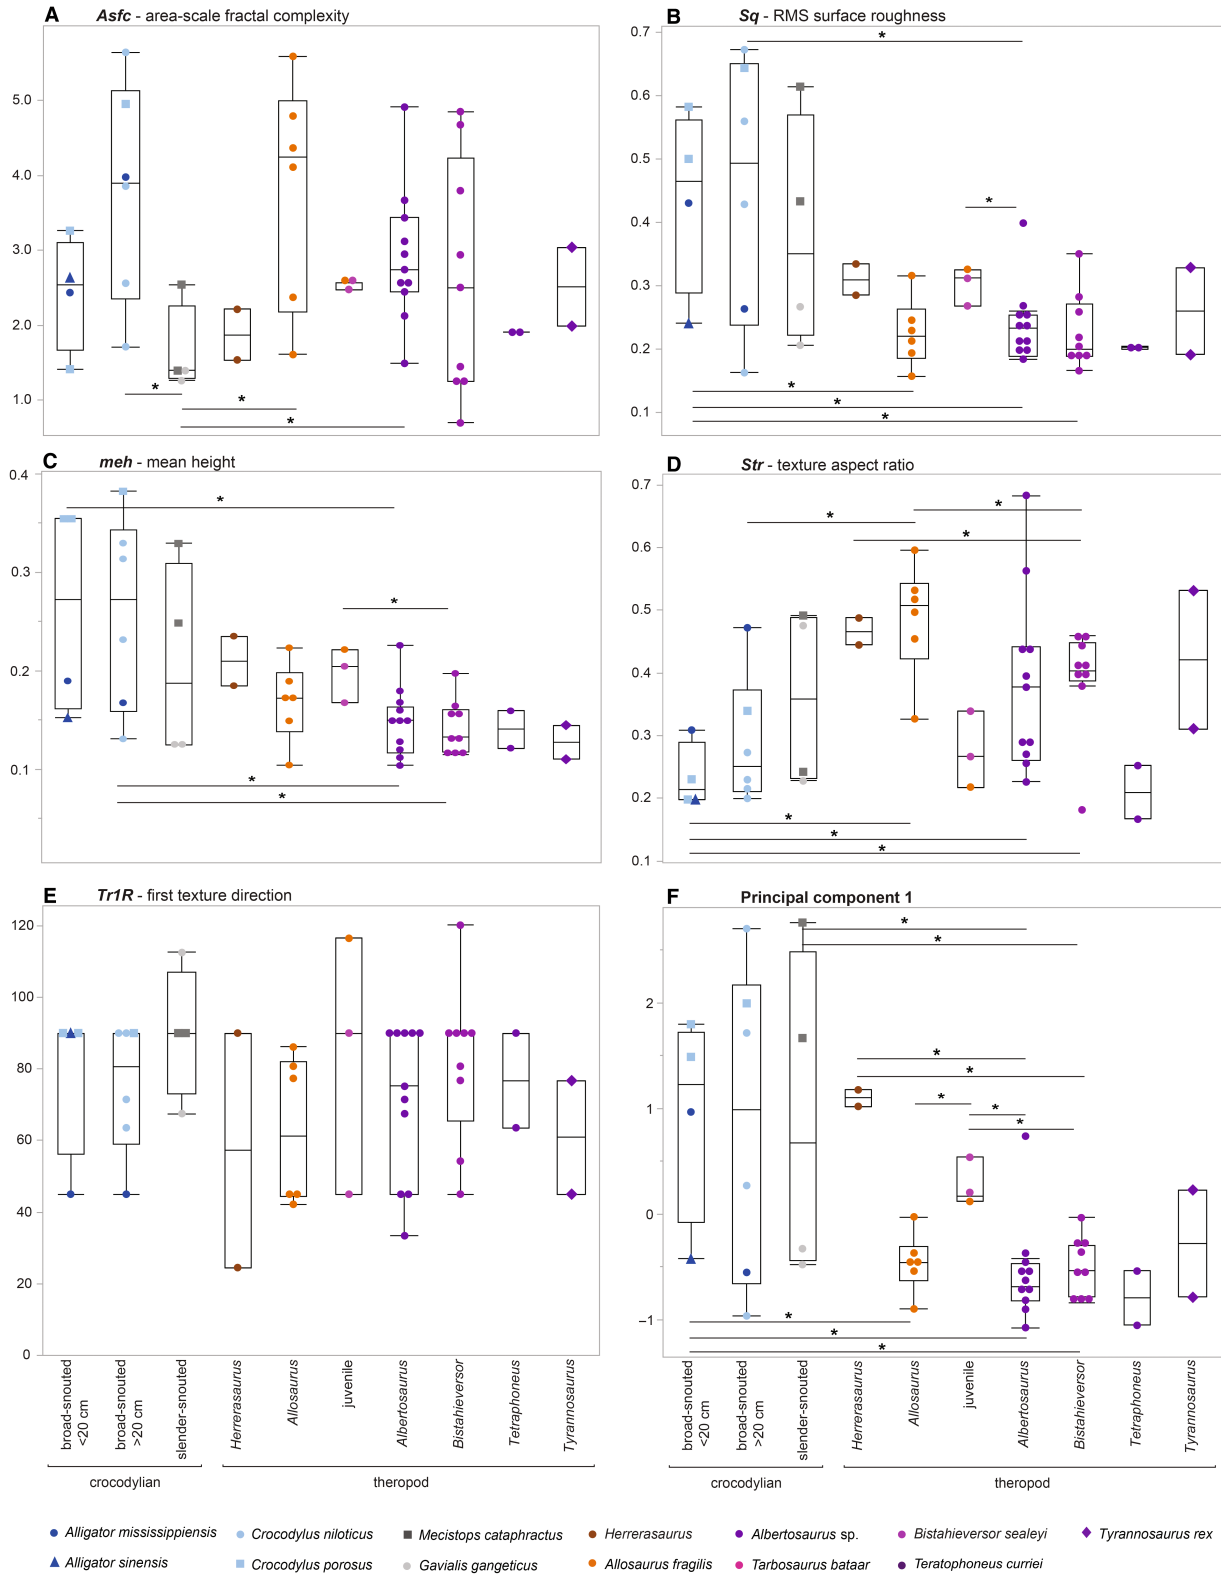 A Asfc - area-scale fractal complexity
5.0
4.0
3.0
2.0
1.0
*
*
*
B Sq - RMS surface roughness
0.7
0.6
0.5
0.4
0.3
0.2
0.1
*
*
*
*
*
C meh - mean height
0.4
0.3
0.2
0.1
*
*
*
*
D Str - texture aspect ratio
0.7
0.6
0.5
0.4
0.3
0.2
0.1
*
*
*
*
*
*
E Tr1R - first texture direction
120
100
80
60
40
20
0
broad-snouted <20 cm
broad-snouted >20 cm
slender-snouted
Herrerasaurus
Allosaurus
juvenile
Albertosaurus
Bistahieversor
Tetraphoneus
Tyrannosaurus
crocodylian
theropod
F Principal component 1
2
1
0
−1
*
*
*
*
*
*
*
*
*
*
broad-snouted <20 cm
broad-snouted >20 cm
slender-snouted
Herrerasaurus
Allosaurus
juvenile
Albertosaurus
Bistahieversor
Tetraphoneus
Tyrannosaurus
crocodylian
theropod
Alligator mississippiensis
Crocodylus niloticus
Mecistops cataphractus
Herrerasaurus
Albertosaurus sp.
Bistahieversor sealeyi
Tyrannosaurus rex
Alligator sinensis
Crocodylus porosus
Gavialis gangeticus
Allosaurus fragilis
Tarbosaurus bataar
Teratophoneus curriei